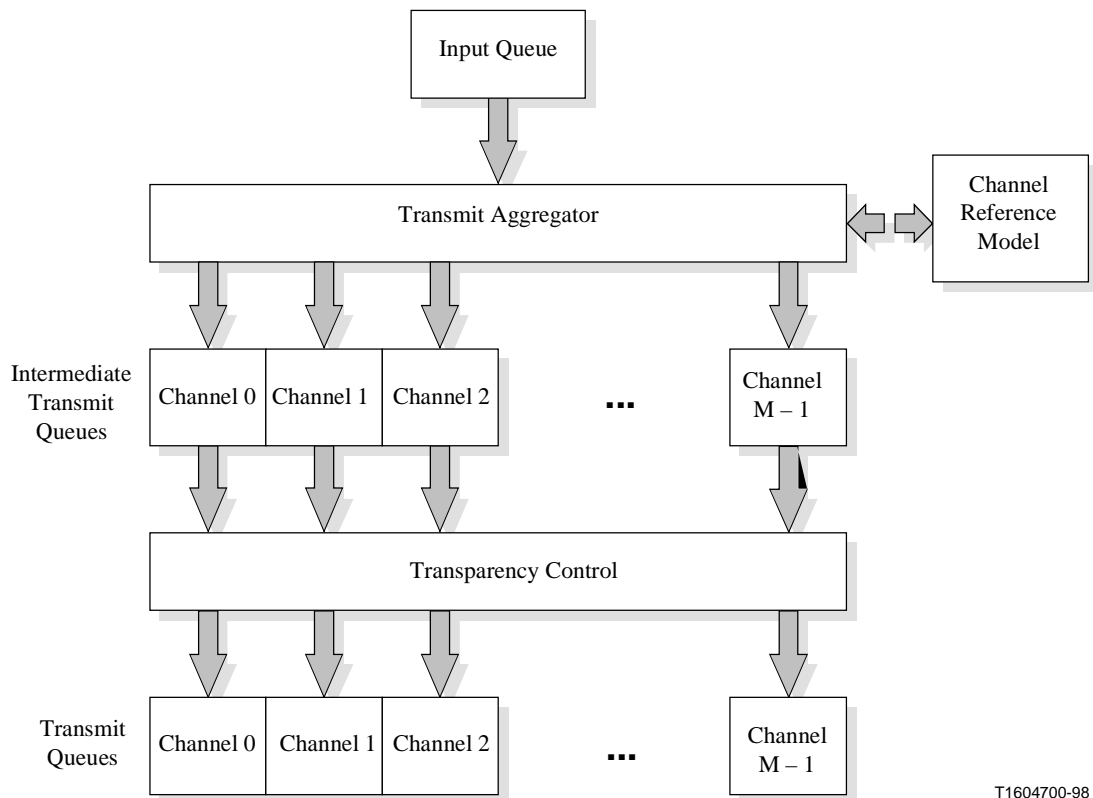 Input Queue
Transmit Aggregator
Channel
Reference
Model
Intermediate
Transmit
Queues
Channel 0
Channel 1
Channel 2
...
Channel
M – 1
Transparency Control
Transmit
Queues
Channel 0
Channel 1
Channel 2
...
Channel
M – 1
T1604700-98